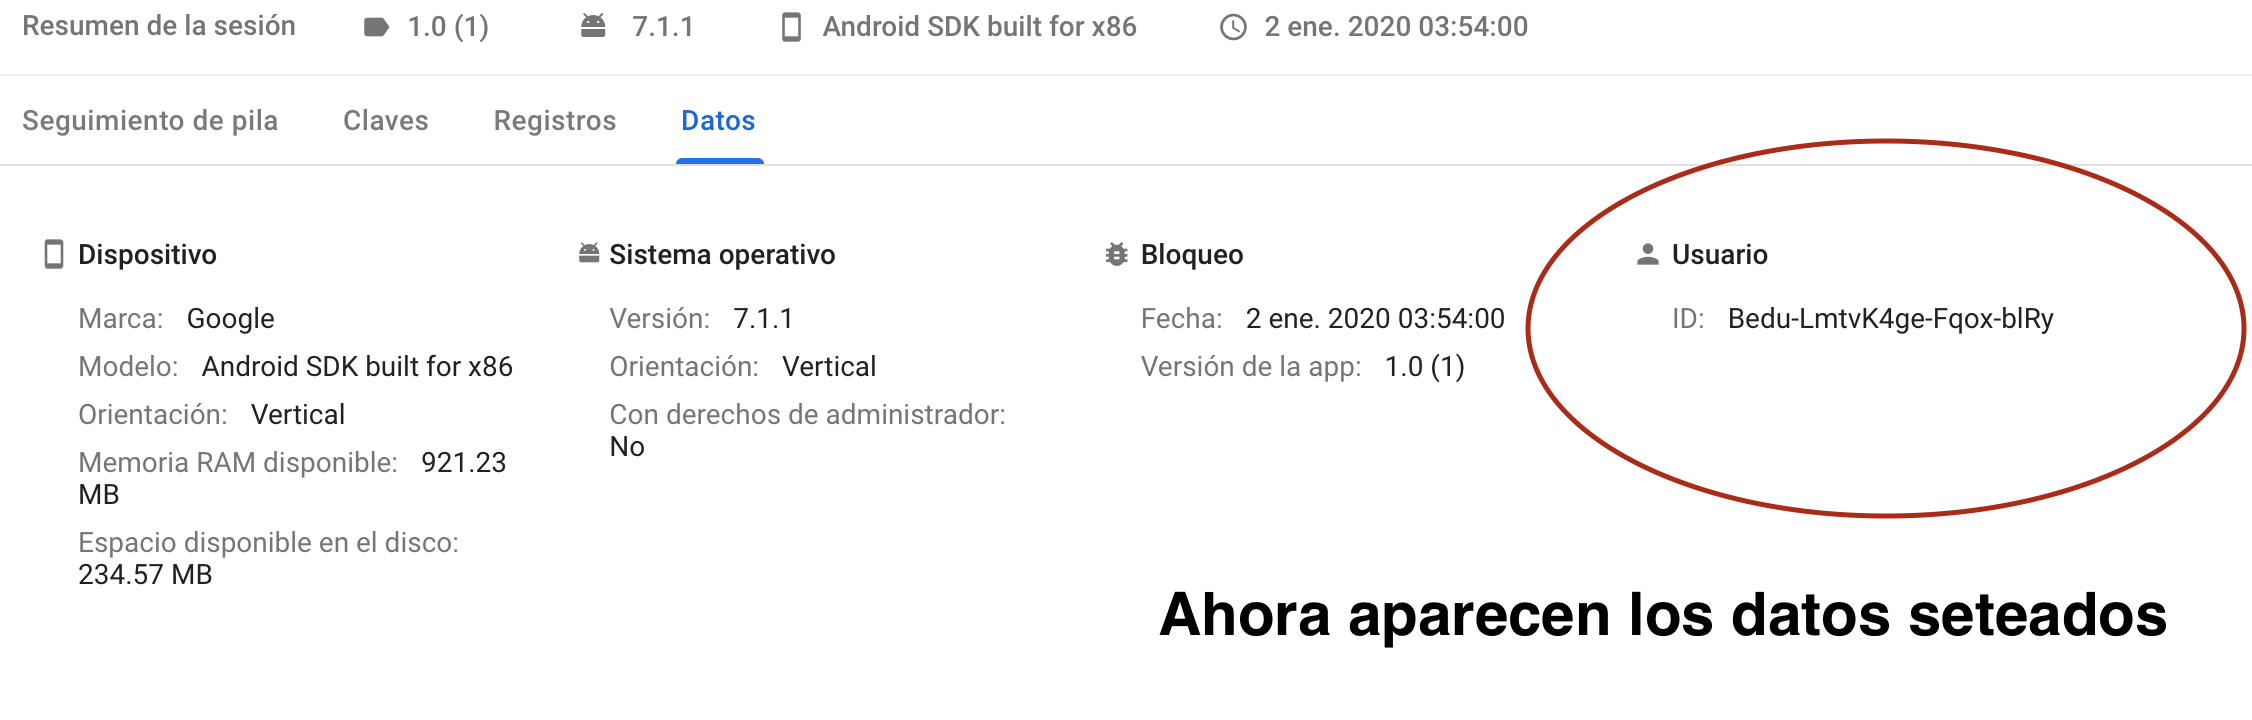 Resumen de la sesión 1.0 (1) 7.1.1 Android SDK built for x86 2 ene. 2020 03:54:00
Seguimiento de pila Claves Registros Datos
Dispositivo
Marca: Google
Modelo: Android SDK built for x86
Orientación: Vertical
Memoria RAM disponible: 921.23
MB
Espacio disponible en el disco:
234.57 MB
Sistema operativo
Versión: 7.1.1
Orientación: Vertical
Con derechos de administrador:
No
Bloqueo
Fecha: 2 ene. 2020 03:54:00
Versión de la app: 1.0 (1)
Usuario
ID: Bedu-LmtvK4ge-Fqox-blRy
Ahora aparecen los datos seteados